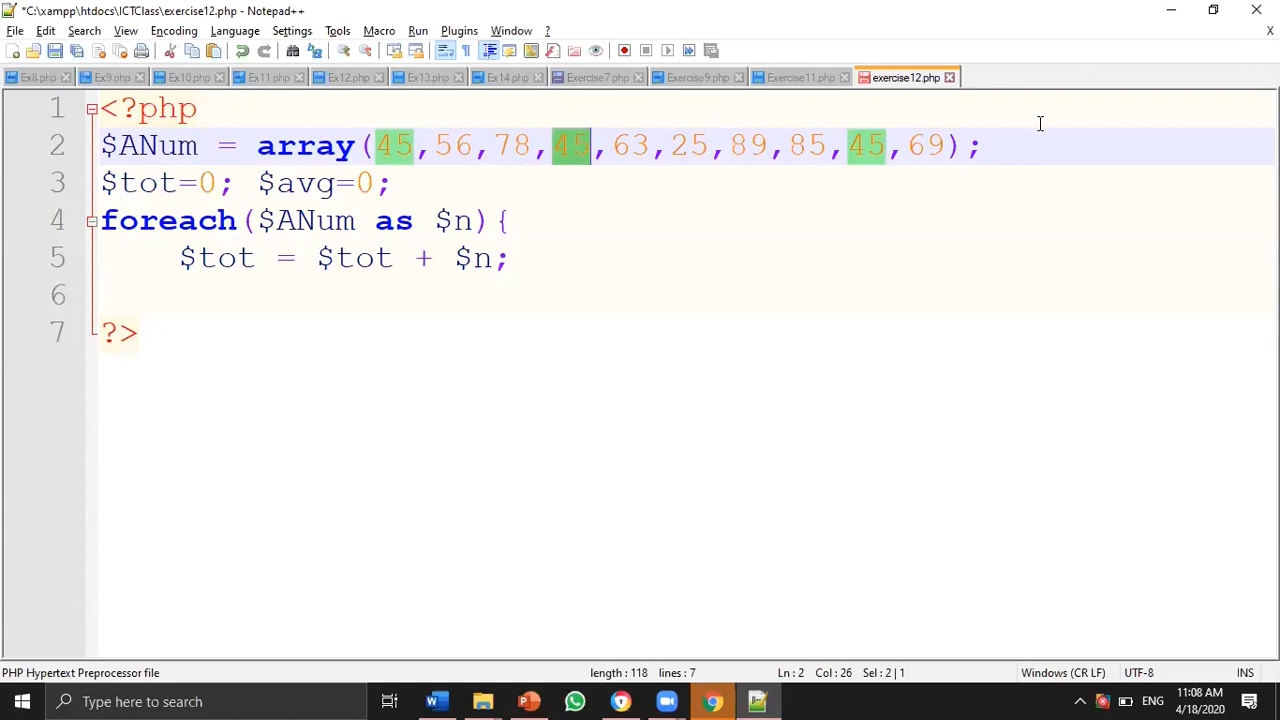 *C:\xampp\htdocs\ICTClass\exercise12.php - Notepad++
File Edit Search View Encoding Language Settings Tools Macro Run Plugins Window ?
X
Ex8.php Ex9.php Ex10.php Ex11.php Ex12.php Ex13.php Ex14.php Exercise7.php Exercise9.php Exercise11.php exercise12.php
1 <?php
2 $ANum = array(45,56,78,45,63,25,89,85,45,69);
3 $tot=0; $avg=0;
4 foreach($ANum as $n){
5 $tot = $tot + $n;
6
7 ?>
PHP Hypertext Preprocessor file length : 118 lines : 7 Ln : 2 Col : 26 Sel : 2 | 1 Windows (CR LF) UTF-8 INS
Type here to search
ENG
11:08 AM
4/18/2020